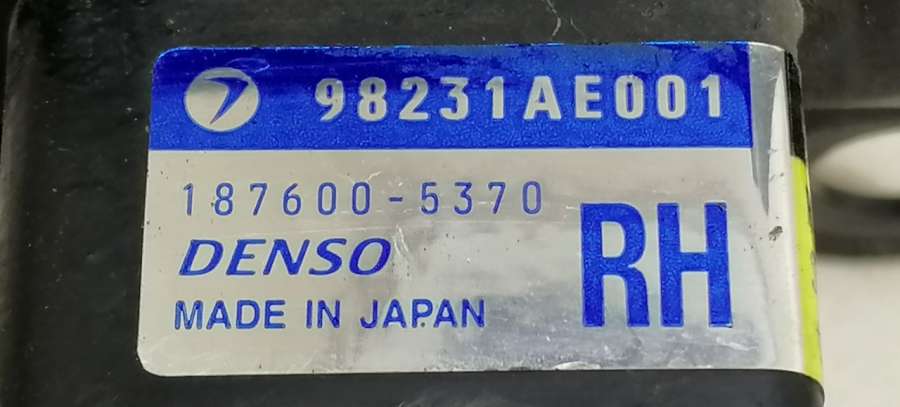 98231AE001
187600-5370
DENSO
RH
MADE IN JAPAN